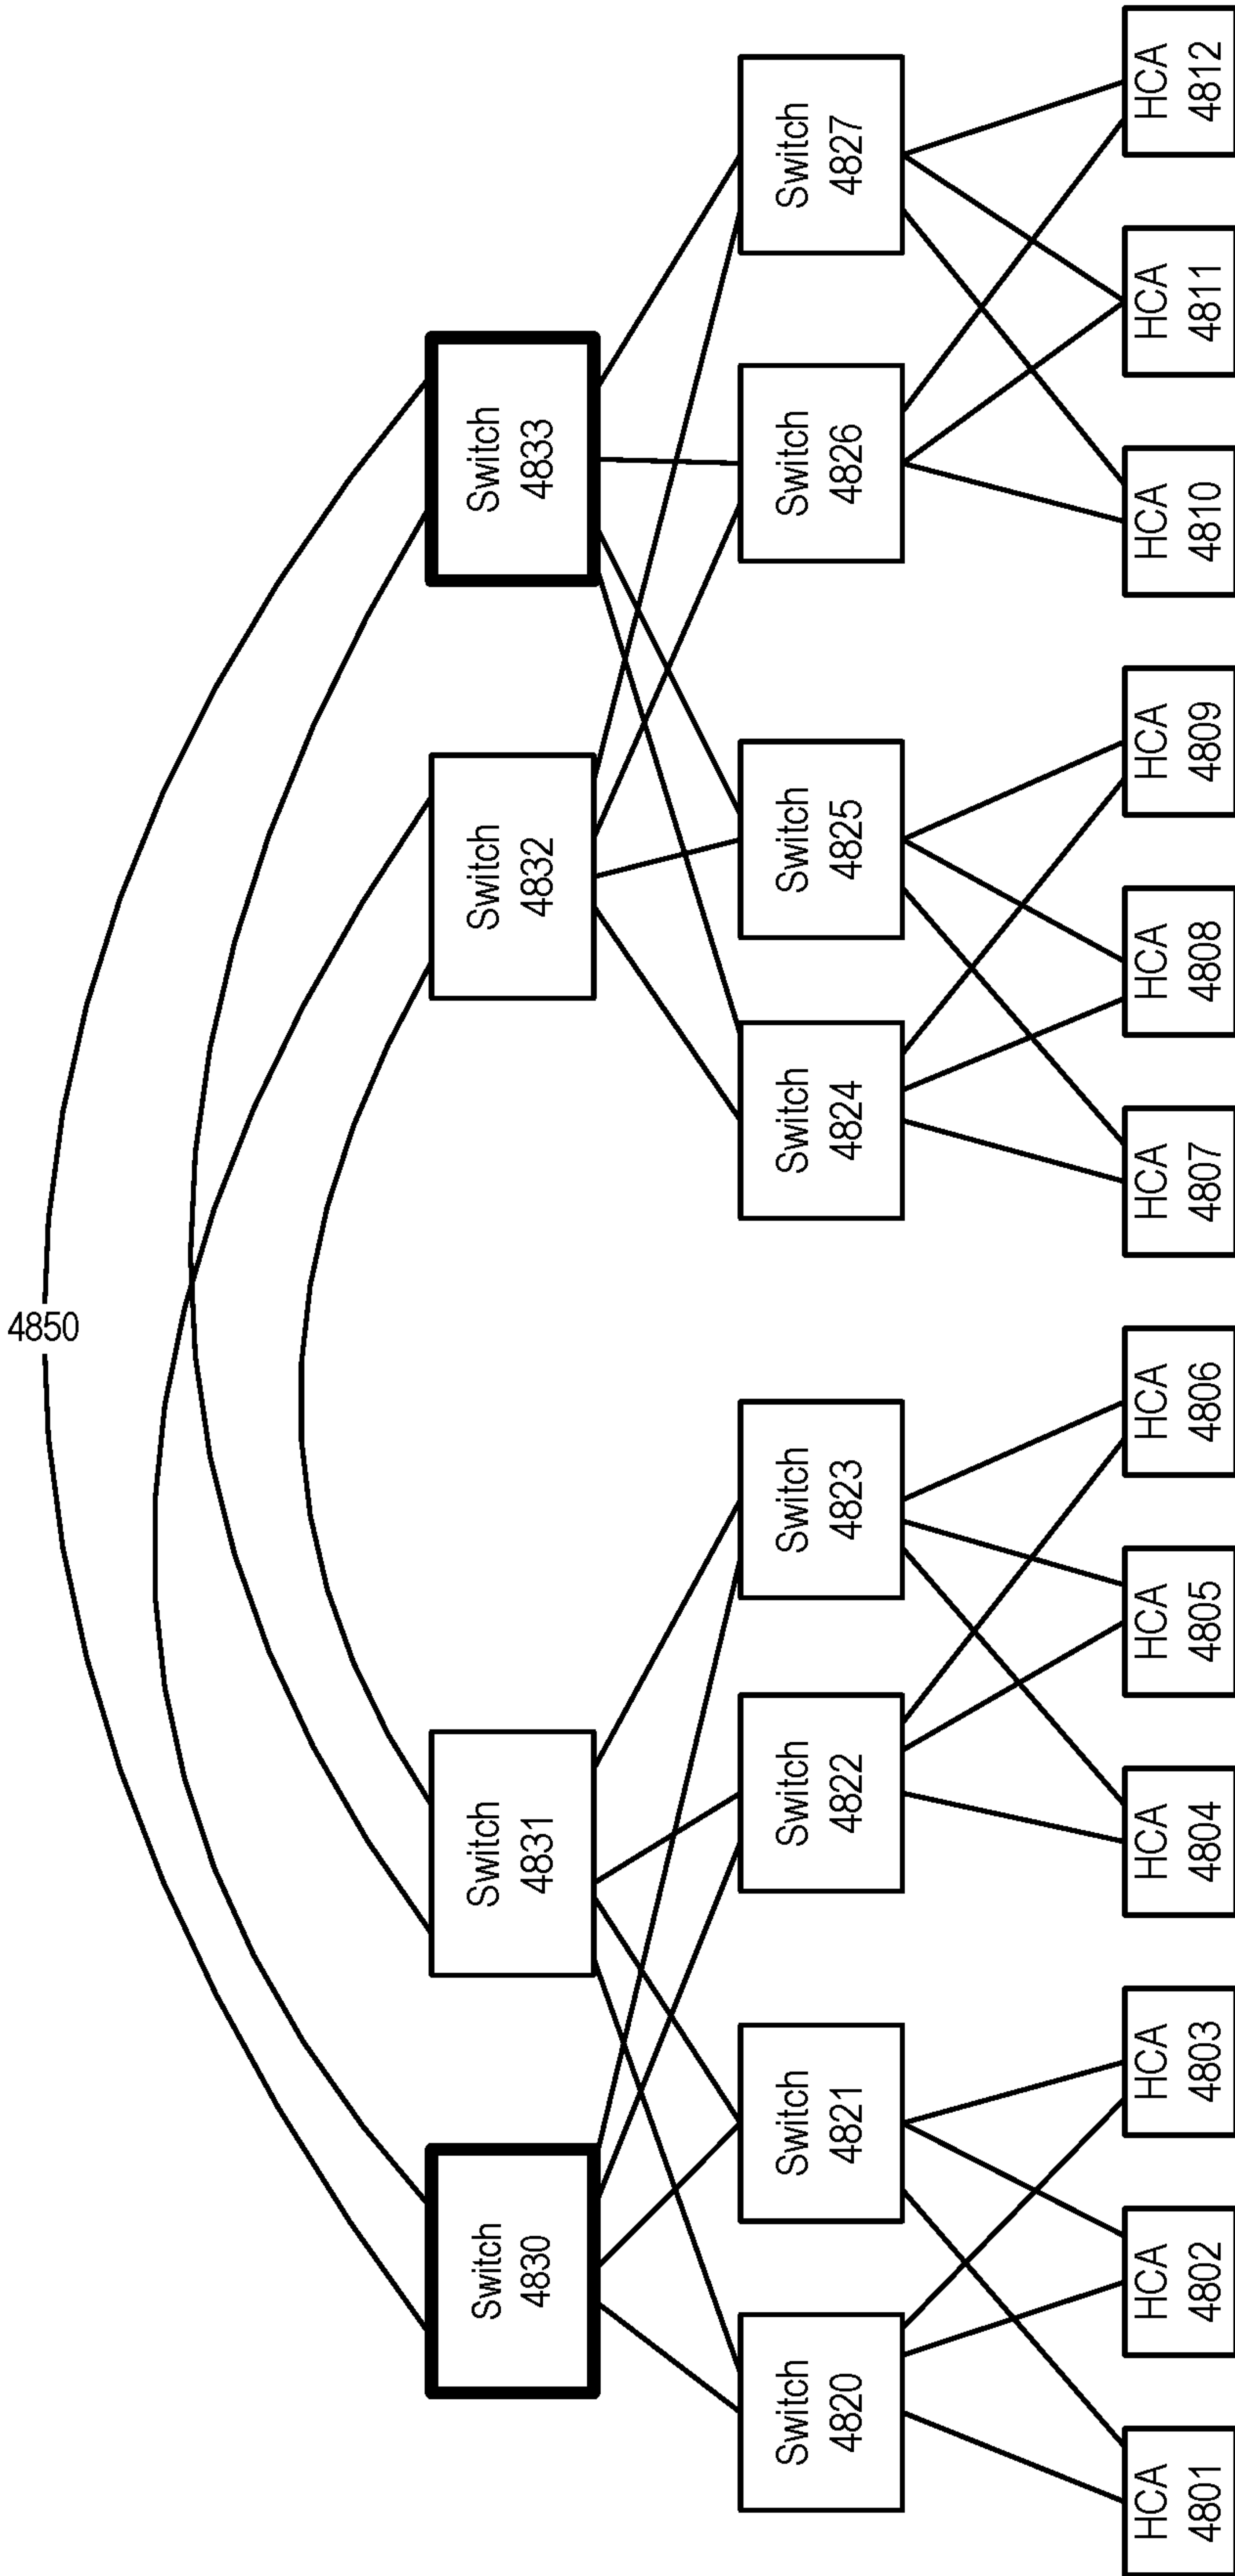 4850
Switch
4830
Switch
4831
Switch
4832
Switch
4833
Switch
4820
Switch
4821
Switch
4822
Switch
4823
Switch
4824
Switch
4825
Switch
4826
Switch
4827
HCA
4801
HCA
4802
HCA
4803
HCA
4804
HCA
4805
HCA
4806
HCA
4807
HCA
4808
HCA
4809
HCA
4810
HCA
4811
HCA
4812